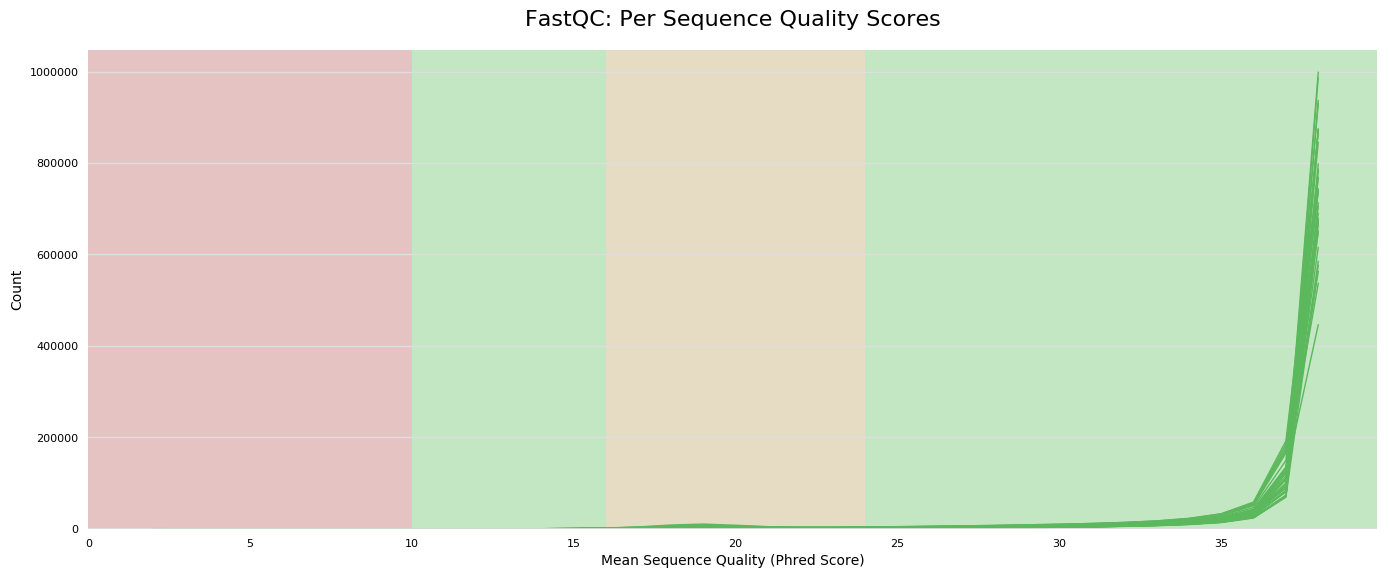 FastQC: Per Sequence Quality Scores
1000000
800000
600000
400000
200000
0
Count
0 5 10 15 20 25 30 35
Mean Sequence Quality (Phred Score)